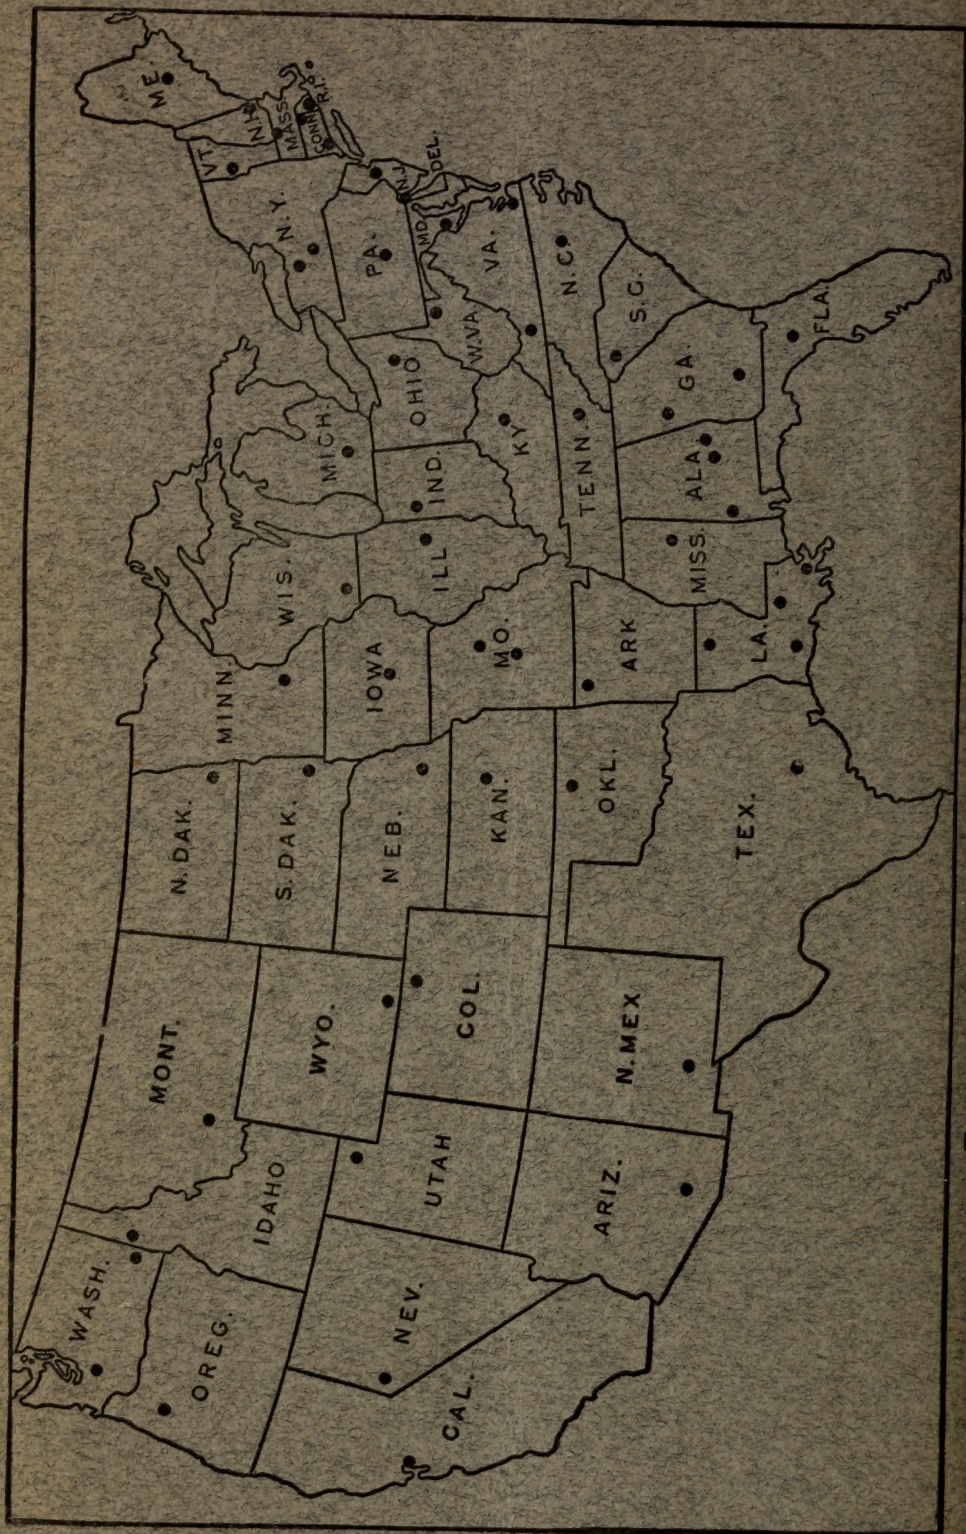 WASH.
OREG.
CAL.
NEV.
IDAHO
MONT.
WYO.
UTAH
ARIZ.
COL.
N.MEX
N.DAK.
S.DAK.
NEB.
KAN.
OKL.
TEX.
MINN.
IOWA
MO.
ARK
LA.
WIS.
ILL
MICH.
IND.
OHIO
KY.
TENN.
MISS.
ALA.
GA.
FLA.
S.C.
N.C.
VA.
W.VA.
MD.
DEL.
PA.
N.J.
N.Y.
VT.
N.H.
ME.
MASS.
CONN.
R.I.